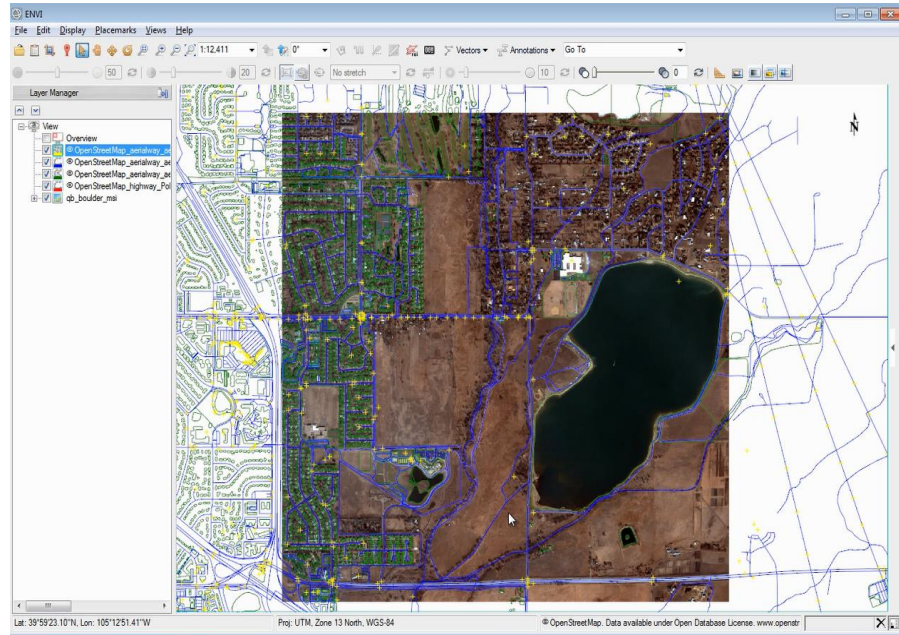 ENVI
File Edit Display Placemarks Views Help
1:12,411 0° Vectors Annotations Go To
50 20 No stretch 10 0
Layer Manager
View
Overview
OpenStreetMap_aerialway_ae
OpenStreetMap_aerialway_ae
OpenStreetMap_aerialway_ae
OpenStreetMap_highway_Pol
qb_boulder_msi
N
Lat: 39°59'23.10"N, Lon: 105°12'51.41"W Proj: UTM, Zone 13 North, WGS-84 © OpenStreetMap. Data available under Open Database License. www.openstr